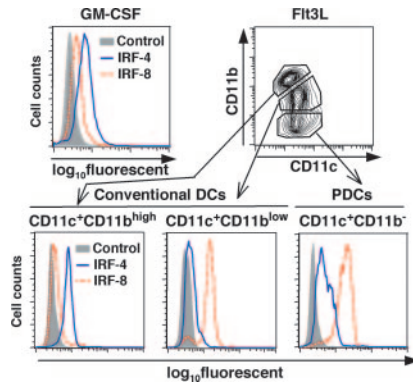 GM-CSF
Control
IRF-4
IRF-8
Cell counts
log10fluorescent
Flt3L
CD11b
CD11c
Conventional DCs
PDCs
CD11c+CD11bhigh
CD11c+CD11blow
CD11c+CD11b-
Control
IRF-4
IRF-8
Cell counts
log10fluorescent